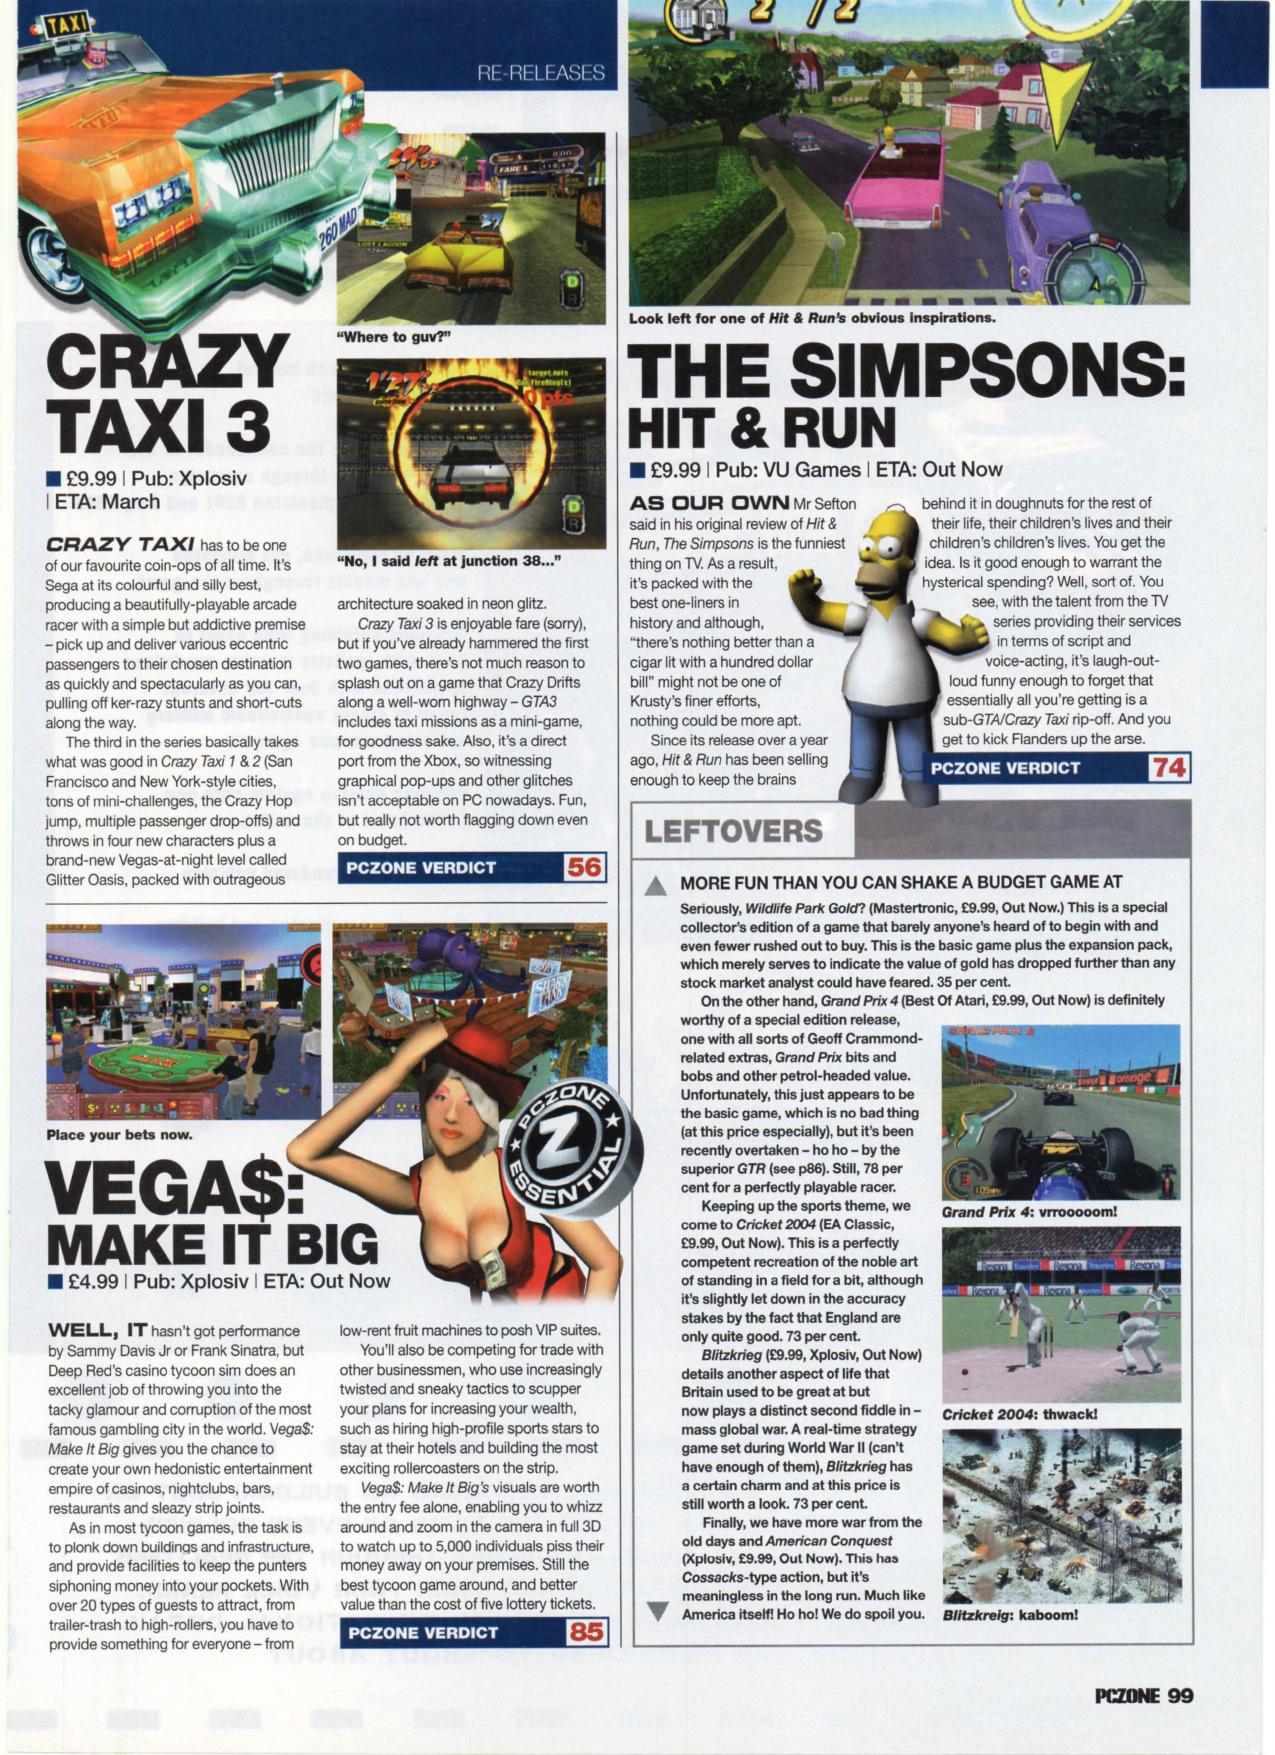 TAXI
RE-RELEASES
260 MAD
FARES
LOST LAGOON
D
R
"Where to guv?"
1'27"
0 pts
D
R
"No, I said left at junction 38..."
CRAZY
TAXI 3
£9.99 | Pub: Xplosiv
| ETA: March
CRAZY TAXI has to be one
of our favourite coin-ops of all time. It's
Sega at its colourful and silly best,
producing a beautifully-playable arcade
racer with a simple but addictive premise
– pick up and deliver various eccentric
passengers to their chosen destination
as quickly and spectacularly as you can,
pulling off ker-razy stunts and short-cuts
along the way.
The third in the series basically takes
what was good in Crazy Taxi 1 & 2 (San
Francisco and New York-style cities,
tons of mini-challenges, the Crazy Hop
jump, multiple passenger drop-offs) and
throws in four new characters plus a
brand-new Vegas-at-night level called
Glitter Oasis, packed with outrageous
architecture soaked in neon glitz.
Crazy Taxi 3 is enjoyable fare (sorry),
but if you've already hammered the first
two games, there's not much reason to
splash out on a game that Crazy Drifts
along a well-worn highway – GTA3
includes taxi missions as a mini-game,
for goodness sake. Also, it's a direct
port from the Xbox, so witnessing
graphical pop-ups and other glitches
isn't acceptable on PC nowadays. Fun,
but really not worth flagging down even
on budget.
PCZONE VERDICT 56
EXIT
Place your bets now.
PCZONE
Z
ESSENTIAL
VEGA$:
MAKE IT BIG
£4.99 | Pub: Xplosiv | ETA: Out Now
WELL, IT hasn't got performance
by Sammy Davis Jr or Frank Sinatra, but
Deep Red's casino tycoon sim does an
excellent job of throwing you into the
tacky glamour and corruption of the most
famous gambling city in the world. Vega$:
Make It Big gives you the chance to
create your own hedonistic entertainment
empire of casinos, nightclubs, bars,
restaurants and sleazy strip joints.
As in most tycoon games, the task is
to plonk down buildings and infrastructure,
and provide facilities to keep the punters
siphoning money into your pockets. With
over 20 types of guests to attract, from
trailer-trash to high-rollers, you have to
provide something for everyone – from
low-rent fruit machines to posh VIP suites.
You'll also be competing for trade with
other businessmen, who use increasingly
twisted and sneaky tactics to scupper
your plans for increasing your wealth,
such as hiring high-profile sports stars to
stay at their hotels and building the most
exciting rollercoasters on the strip.
Vega$: Make It Big's visuals are worth
the entry fee alone, enabling you to whizz
around and zoom in the camera in full 3D
to watch up to 5,000 individuals piss their
money away on your premises. Still the
best tycoon game around, and better
value than the cost of five lottery tickets.
PCZONE VERDICT 85
2 / 2
Look left for one of Hit & Run's obvious inspirations.
THE SIMPSONS:
HIT & RUN
£9.99 | Pub: VU Games | ETA: Out Now
AS OUR OWN Mr Sefton
said in his original review of Hit &
Run, The Simpsons is the funniest
thing on TV. As a result,
it's packed with the
best one-liners in
history and although,
"there's nothing better than a
cigar lit with a hundred dollar
bill" might not be one of
Krusty's finer efforts,
nothing could be more apt.
Since its release over a year
ago, Hit & Run has been selling
enough to keep the brains
behind it in doughnuts for the rest of
their life, their children's lives and their
children's children's lives. You get the
idea. Is it good enough to warrant the
hysterical spending? Well, sort of. You
see, with the talent from the TV
series providing their services
in terms of script and
voice-acting, it's laugh-out-
loud funny enough to forget that
essentially all you're getting is a
sub-GTA/Crazy Taxi rip-off. And you
get to kick Flanders up the arse.
PCZONE VERDICT 74
LEFTOVERS
MORE FUN THAN YOU CAN SHAKE A BUDGET GAME AT
Seriously, Wildlife Park Gold? (Mastertronic, £9.99, Out Now.) This is a special
collector's edition of a game that barely anyone's heard of to begin with and
even fewer rushed out to buy. This is the basic game plus the expansion pack,
which merely serves to indicate the value of gold has dropped further than any
stock market analyst could have feared. 35 per cent.
On the other hand, Grand Prix 4 (Best Of Atari, £9.99, Out Now) is definitely
worthy of a special edition release,
one with all sorts of Geoff Crammond-
related extras, Grand Prix bits and
bobs and other petrol-headed value.
Unfortunately, this just appears to be
the basic game, which is no bad thing
(at this price especially), but it's been
recently overtaken – ho ho – by the
superior GTR (see p86). Still, 78 per
cent for a perfectly playable racer.
Keeping up the sports theme, we
come to Cricket 2004 (EA Classic,
£9.99, Out Now). This is a perfectly
competent recreation of the noble art
of standing in a field for a bit, although
it's slightly let down in the accuracy
stakes by the fact that England are
only quite good. 73 per cent.
Blitzkrieg (£9.99, Xplosiv, Out Now)
details another aspect of life that
Britain used to be great at but
now plays a distinct second fiddle in –
mass global war. A real-time strategy
game set during World War II (can't
have enough of them), Blitzkrieg has
a certain charm and at this price is
still worth a look. 73 per cent.
Finally, we have more war from the
old days and American Conquest
(Xplosiv, £9.99, Out Now). This has
Cossacks-type action, but it's
meaningless in the long run. Much like
America itself! Ho ho! We do spoil you.
orange
Grand Prix 4: vrrooooom!
Rexona Travelex Rexona
Cricket 2004: thwack!
Blitzkreig: kaboom!
PCZONE 99